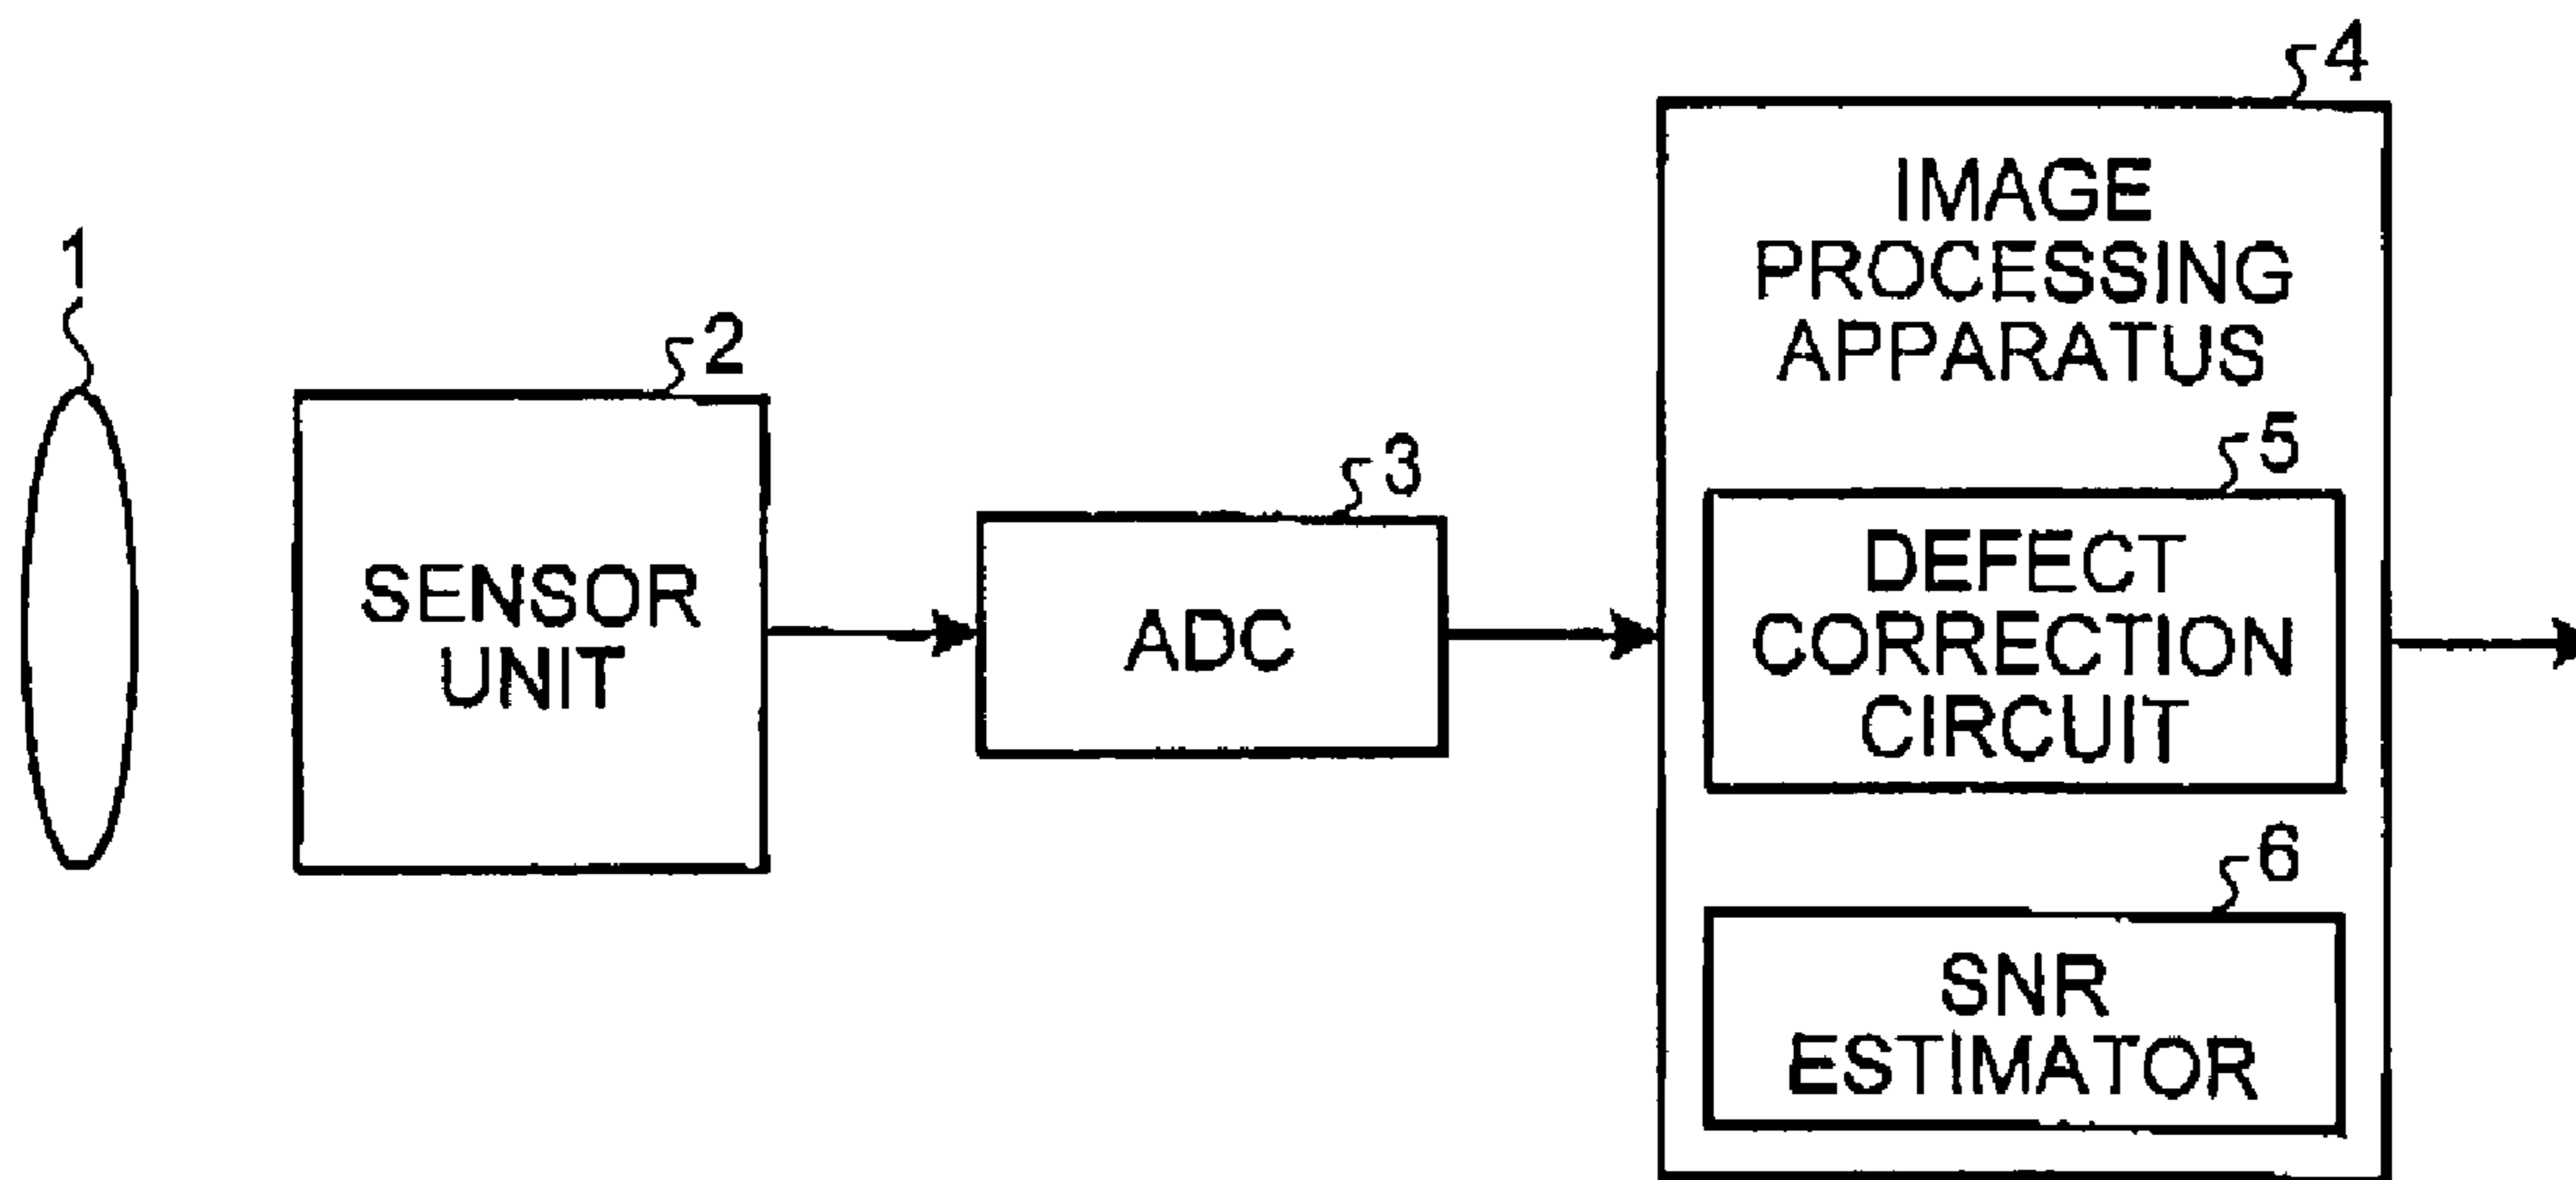 1
2
SENSOR
UNIT
3
ADC
4
IMAGE
PROCESSING
APPARATUS
5
DEFECT
CORRECTION
CIRCUIT
6
SNR
ESTIMATOR